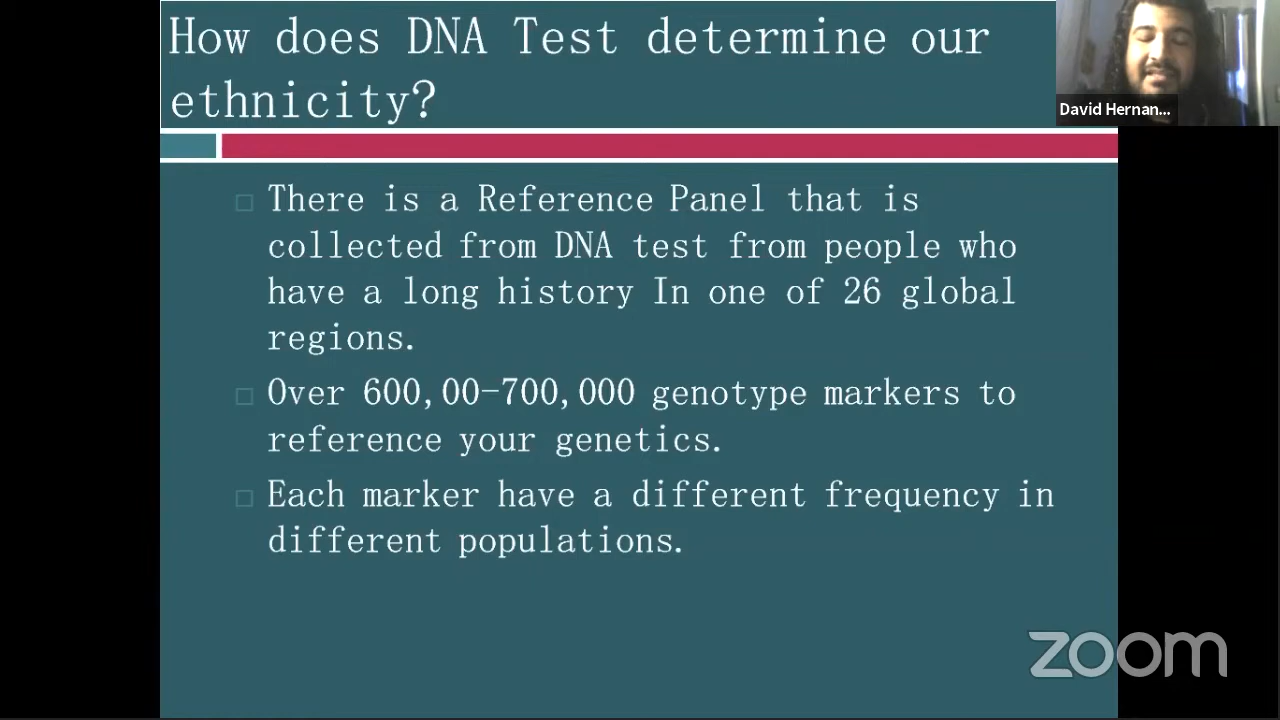 How does DNA Test determine our
ethnicity?
David Hernan...
There is a Reference Panel that is
collected from DNA test from people who
have a long history In one of 26 global
regions.
Over 600,00-700,000 genotype markers to
reference your genetics.
Each marker have a different frequency in
different populations.
zoom